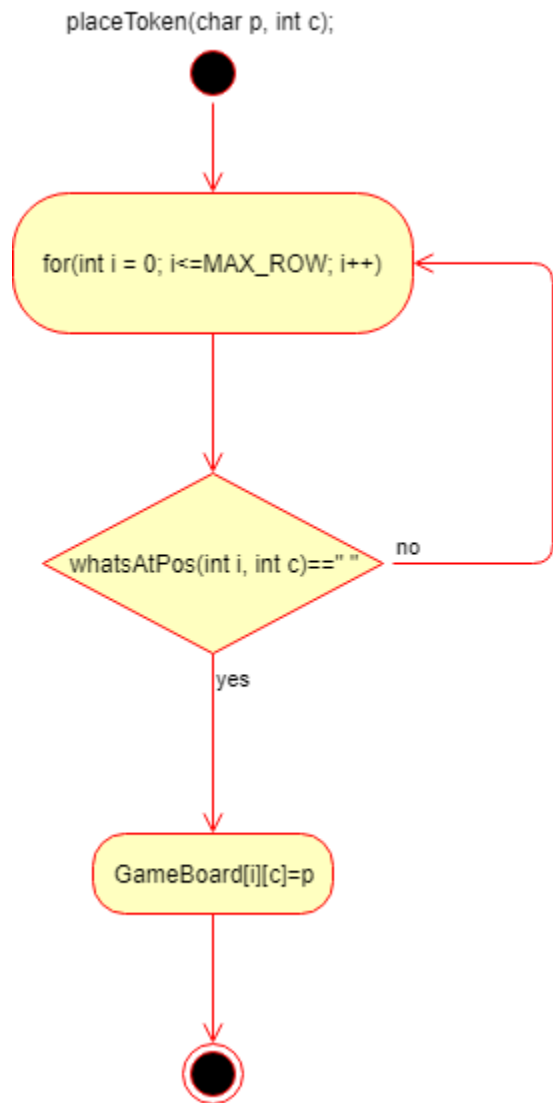 placeToken(char p, int c);
for(int i = 0; i<=MAX_ROW; i++)
whatsAtPos(int i, int c)==" "
no
yes
GameBoard[i][c]=p